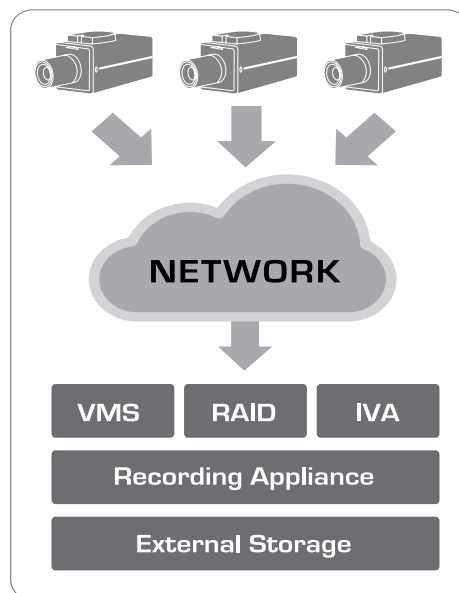 NETWORK
VMS RAID IVA
Recording Appliance
External Storage